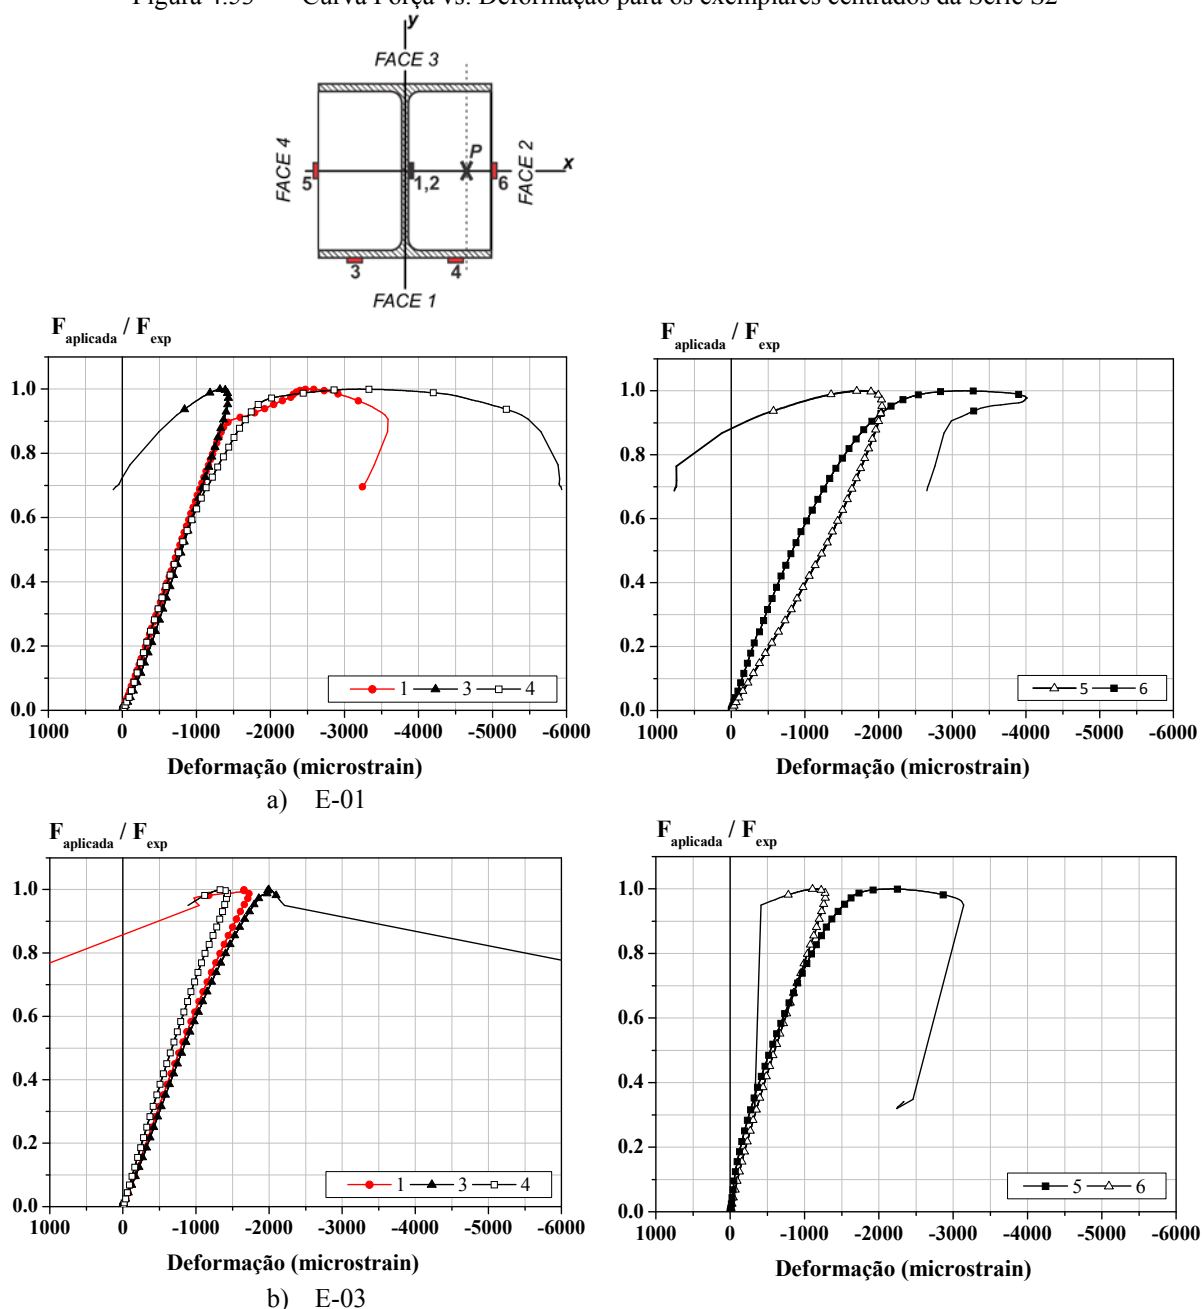 Figura 4.53 Curva Força vs. Deformação para os exemplares centrados da Série S2
y
FACE 3
FACE 4
P
FACE 2
x
5
1,2
6
3
4
FACE 1
F aplicada / F exp
1.0
0.8
0.6
0.4
0.2
0.0
1 3 4
1000 0 -1000 -2000 -3000 -4000 -5000 -6000
Deformação (microstrain)
F aplicada / F exp
1.0
0.8
0.6
0.4
0.2
0.0
5 6
1000 0 -1000 -2000 -3000 -4000 -5000 -6000
Deformação (microstrain)
a) E-01
F aplicada / F exp
1.0
0.8
0.6
0.4
0.2
0.0
1 3 4
1000 0 -1000 -2000 -3000 -4000 -5000 -6000
Deformação (microstrain)
F aplicada / F exp
1.0
0.8
0.6
0.4
0.2
0.0
5 6
1000 0 -1000 -2000 -3000 -4000 -5000 -6000
Deformação (microstrain)
b) E-03